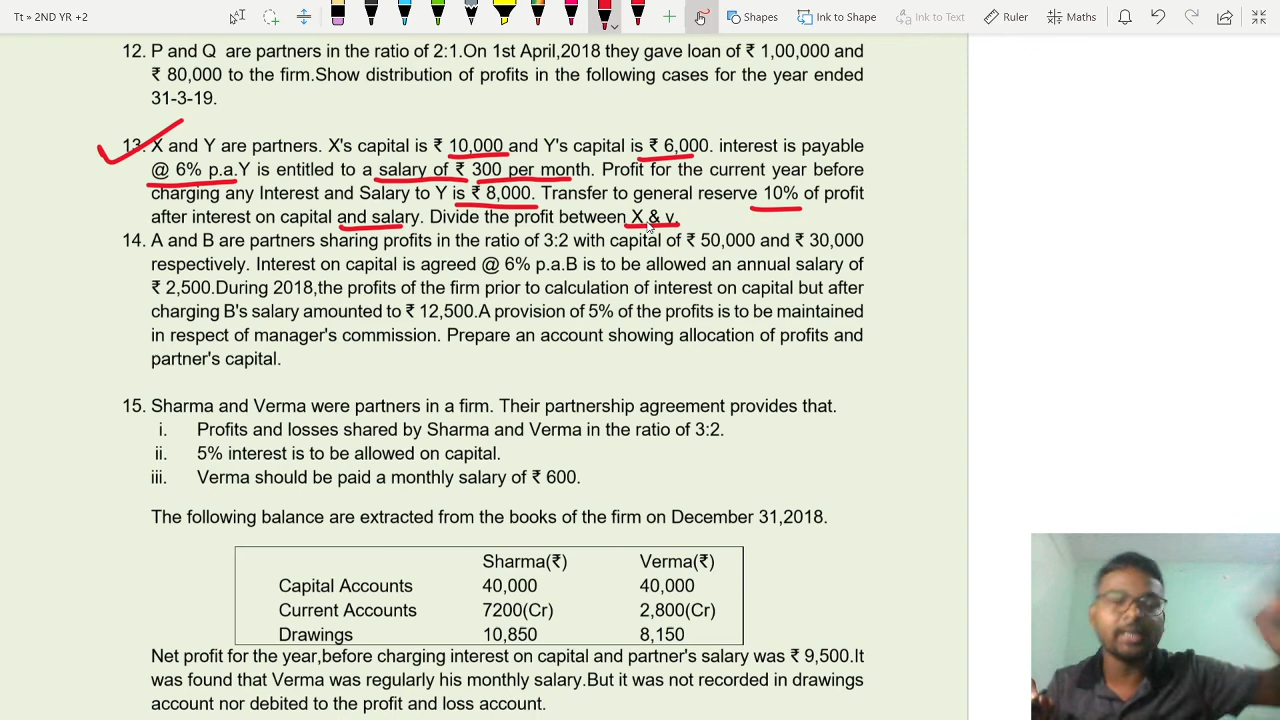 Tt » 2ND YR +2
Shapes
Ink to Shape
Ink to Text
Ruler
Maths
12. P and Q are partners in the ratio of 2:1.On 1st April,2018 they gave loan of ₹ 1,00,000 and
₹ 80,000 to the firm.Show distribution of profits in the following cases for the year ended
31-3-19.
13. X and Y are partners. X's capital is ₹ 10,000 and Y's capital is ₹ 6,000. interest is payable
@ 6% p.a.Y is entitled to a salary of ₹ 300 per month. Profit for the current year before
charging any Interest and Salary to Y is ₹ 8,000. Transfer to general reserve 10% of profit
after interest on capital and salary. Divide the profit between X & y.
14. A and B are partners sharing profits in the ratio of 3:2 with capital of ₹ 50,000 and ₹ 30,000
respectively. Interest on capital is agreed @ 6% p.a.B is to be allowed an annual salary of
₹ 2,500.During 2018,the profits of the firm prior to calculation of interest on capital but after
charging B's salary amounted to ₹ 12,500.A provision of 5% of the profits is to be maintained
in respect of manager's commission. Prepare an account showing allocation of profits and
partner's capital.
15. Sharma and Verma were partners in a firm. Their partnership agreement provides that.
i. Profits and losses shared by Sharma and Verma in the ratio of 3:2.
ii. 5% interest is to be allowed on capital.
iii. Verma should be paid a monthly salary of ₹ 600.
The following balance are extracted from the books of the firm on December 31,2018.
Sharma(₹) Verma(₹)
Capital Accounts 40,000 40,000
Current Accounts 7200(Cr) 2,800(Cr)
Drawings 10,850 8,150
Net profit for the year,before charging interest on capital and partner's salary was ₹ 9,500.It
was found that Verma was regularly his monthly salary.But it was not recorded in drawings
account nor debited to the profit and loss account.